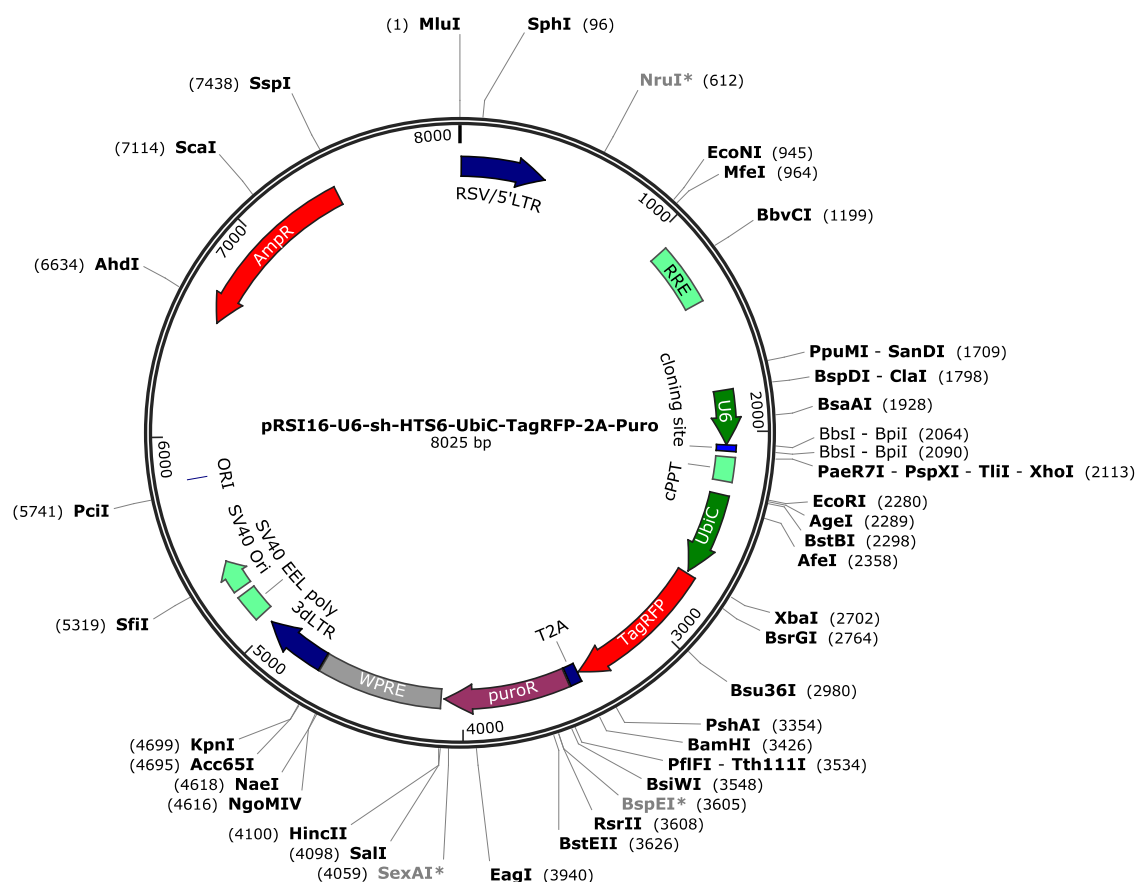 (1) MluI
SphI (96)
(7438) SspI
NruI* (612)
(7114) ScaI
EcoNI (945)
MfeI (964)
BbvCI (1199)
(6634) AhdI
PpuMI - SanDI (1709)
BspDI - ClaI (1798)
BsaAI (1928)
BbsI - BpiI (2064)
BbsI - BpiI (2090)
PaeR7I - PspXI - TliI - XhoI (2113)
EcoRI (2280)
AgeI (2289)
BstBI (2298)
AfeI (2358)
(5741) PciI
(5319) SfiI
XbaI (2702)
BsrGI (2764)
Bsu36I (2980)
PshAI (3354)
BamHI (3426)
PflFI - Tth111I (3534)
BsiWI (3548)
BspEI* (3605)
RsrII (3608)
BstEII (3626)
EagI (3940)
(4699) KpnI
(4695) Acc65I
(4618) NaeI
(4616) NgoMIV
(4100) HincII
(4098) SalI
(4059) SexAI*
8000
1000
2000
3000
4000
5000
6000
7000
RSV/5'LTR
RRE
U6
cloning site
cPPT
UbiC
TagRFP
T2A
puroR
WPRE
3dLTR
SV40 EEL poly
SV40 Ori
ORI
AmpR
pRSI16-U6-sh-HTS6-UbiC-TagRFP-2A-Puro
8025 bp